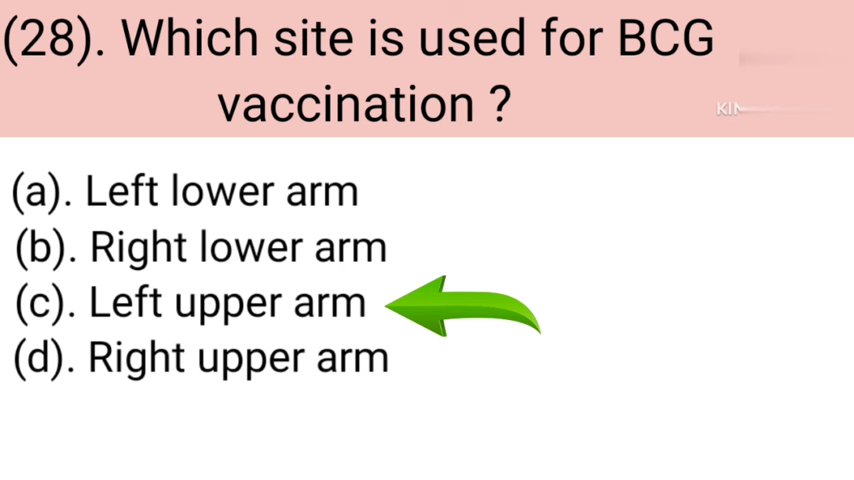 (28). Which site is used for BCG
vaccination ?
(a). Left lower arm
(b). Right lower arm
(c). Left upper arm
(d). Right upper arm